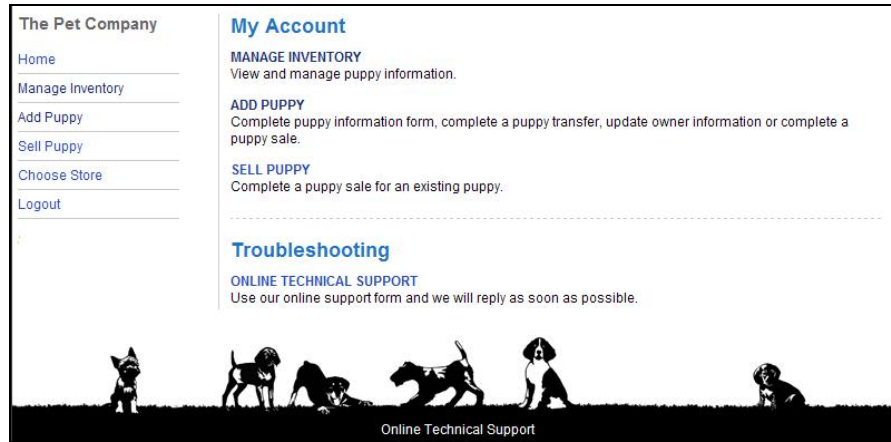 The Pet Company
Home
Manage Inventory
Add Puppy
Sell Puppy
Choose Store
Logout
My Account
MANAGE INVENTORY
View and manage puppy information.
ADD PUPPY
Complete puppy information form, complete a puppy transfer, update owner information or complete a
puppy sale.
SELL PUPPY
Complete a puppy sale for an existing puppy.
Troubleshooting
ONLINE TECHNICAL SUPPORT
Use our online support form and we will reply as soon as possible.
Online Technical Support